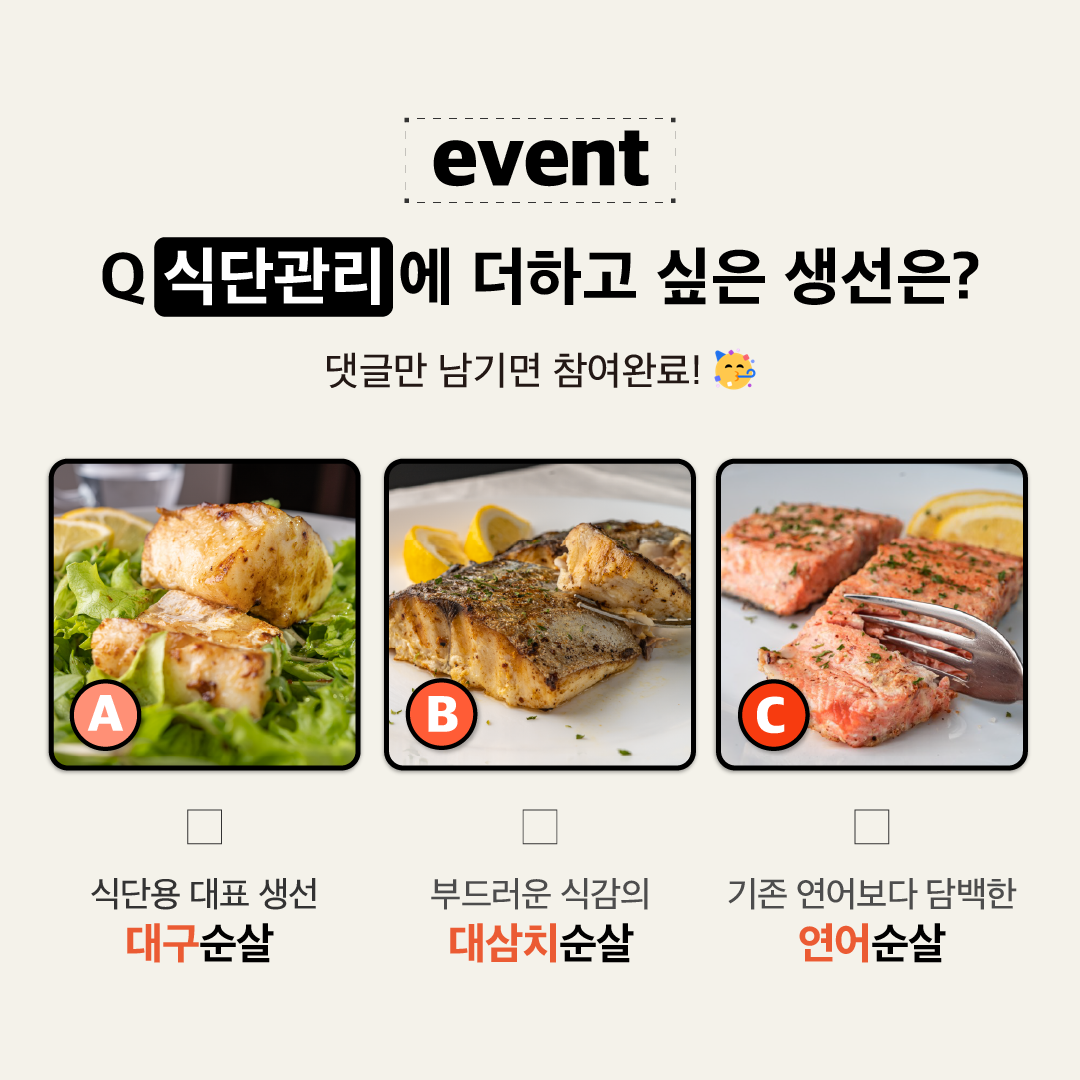 event
Q 식단관리에 더하고 싶은 생선은?
댓글만 남기면 참여완료! 🥳
A
B
C
식단용 대표 생선
대구순살
부드러운 식감의
대삼치순살
기존 연어보다 담백한
연어순살